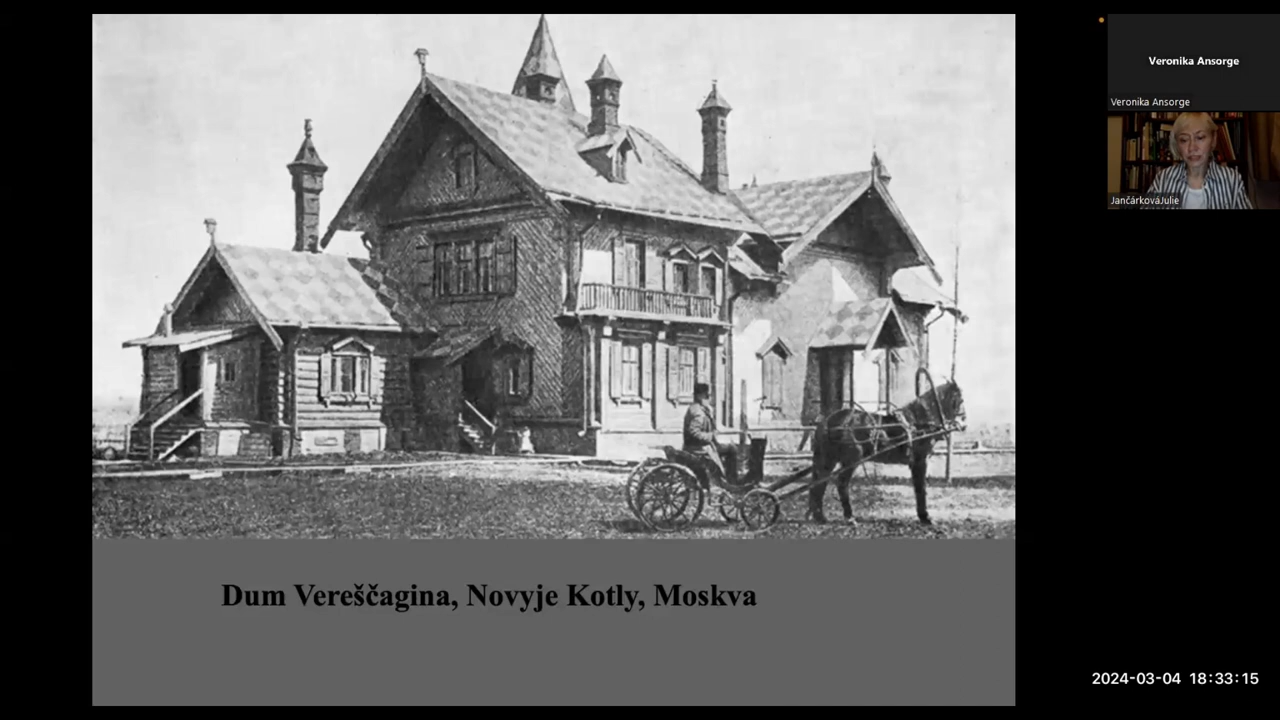 Dum Vereščagina, Novyje Kotly, Moskva
Veronika Ansorge
Veronika Ansorge
JančárkováJulie
2024-03-04 18:33:15